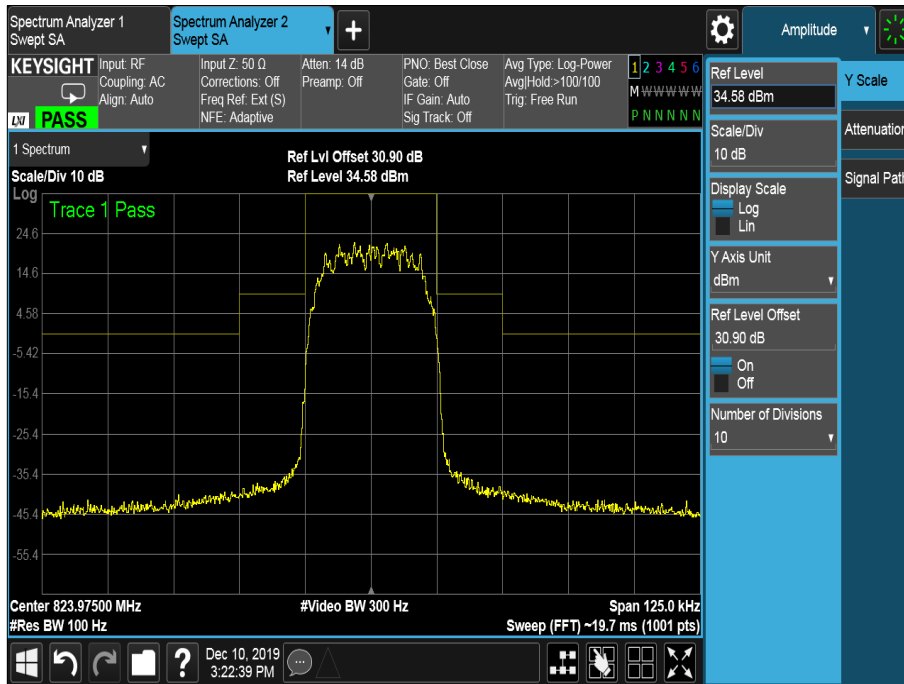 Spectrum Analyzer 1
Swept SA
Spectrum Analyzer 2
Swept SA
Amplitude
KEYSIGHT
Input: RF
Coupling: AC
Align: Auto
Input Z: 50 Ω
Corrections: Off
Freq Ref: Ext (S)
NFE: Adaptive
Atten: 14 dB
Preamp: Off
PNO: Best Close
Gate: Off
IF Gain: Auto
Sig Track: Off
Avg Type: Log-Power
Avg|Hold:>100/100
Trig: Free Run
1 2 3 4 5 6
M W W W W W
P N N N N N
LXI
PASS
1 Spectrum
Scale/Div 10 dB
Ref Lvl Offset 30.90 dB
Ref Level 34.58 dBm
Log
Trace 1 Pass
24.6
14.6
4.58
-5.42
-15.4
-25.4
-35.4
-45.4
-55.4
Center 823.97500 MHz
#Res BW 100 Hz
#Video BW 300 Hz
Span 125.0 kHz
Sweep (FFT) ~19.7 ms (1001 pts)
Ref Level
34.58 dBm
Scale/Div
10 dB
Display Scale
Log
Lin
Y Axis Unit
dBm
Ref Level Offset
30.90 dB
On
Off
Number of Divisions
10
Y Scale
Attenuation
Signal Path
?
Dec 10, 2019
3:22:39 PM